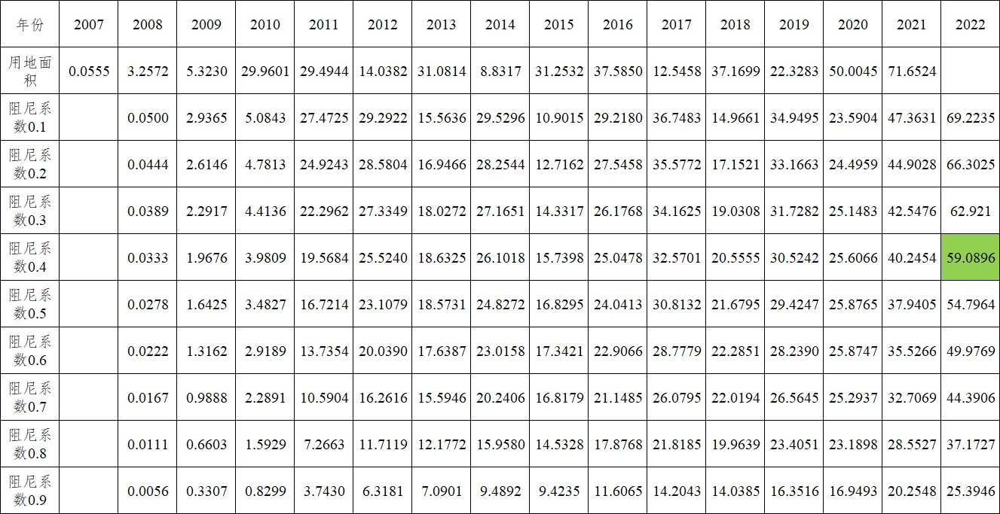 年份 2007 2008 2009 2010 2011 2012 2013 2014 2015 2016 2017 2018 2019 2020 2021 2022
用地面积 0.0555 3.2572 5.3230 29.9601 29.4944 14.0382 31.0814 8.8317 31.2532 37.5850 12.5458 37.1699 22.3283 50.0045 71.6524
阻尼系数0.1 0.0500 2.9365 5.0843 27.4725 29.2922 15.5636 29.5296 10.9015 29.2180 36.7483 14.9661 34.9495 23.5904 47.3631 69.2235
阻尼系数0.2 0.0444 2.6146 4.7813 24.9243 28.5804 16.9466 28.2544 12.7162 27.5458 35.5772 17.1521 33.1663 24.4959 44.9028 66.3025
阻尼系数0.3 0.0389 2.2917 4.4136 22.2962 27.3349 18.0272 27.1651 14.3317 26.1768 34.1625 19.0308 31.7282 25.1483 42.5476 62.921
阻尼系数0.4 0.0333 1.9676 3.9809 19.5684 25.5240 18.6325 26.1018 15.7398 25.0478 32.5701 20.5555 30.5242 25.6066 40.2454 59.0896
阻尼系数0.5 0.0278 1.6425 3.4827 16.7214 23.1079 18.5731 24.8272 16.8295 24.0413 30.8132 21.6795 29.4247 25.8765 37.9405 54.7964
阻尼系数0.6 0.0222 1.3162 2.9189 13.7354 20.0390 17.6387 23.0158 17.3421 22.9066 28.7779 22.2851 28.2390 25.8747 35.5266 49.9769
阻尼系数0.7 0.0167 0.9888 2.2891 10.5904 16.2616 15.5946 20.2406 16.8179 21.1485 26.0795 22.0194 26.5645 25.2937 32.7069 44.3906
阻尼系数0.8 0.0111 0.6603 1.5929 7.2663 11.7119 12.1772 15.9580 14.5328 17.8768 21.8185 19.9639 23.4051 23.1898 28.5527 37.1727
阻尼系数0.9 0.0056 0.3307 0.8299 3.7430 6.3181 7.0901 9.4892 9.4235 11.6065 14.2043 14.0385 16.3516 16.9493 20.2548 25.3946